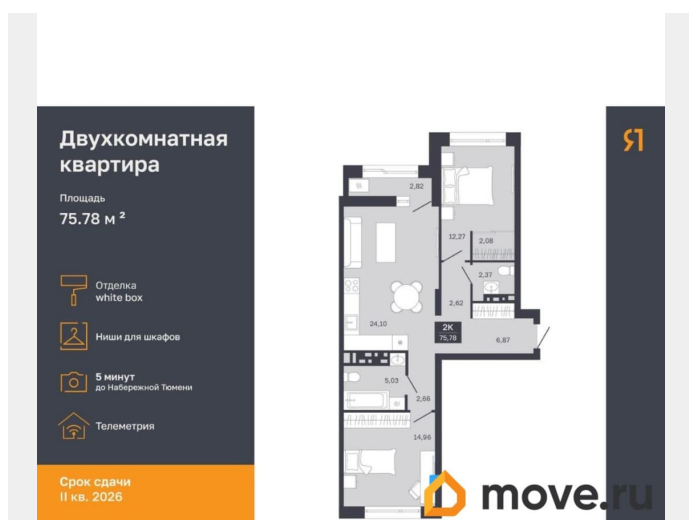 Двухкомнатная
квартира
Площадь
75.78 м²
Отделка
white box
Ниши для шкафов
5 минут
до Набережной Тюмени
Телеметрия
Срок сдачи
II кв. 2026
2,82
12,27
2,08
2,37
2,62
24,10
2К
75,78
6,87
5,03
2,66
14,96
move.ru